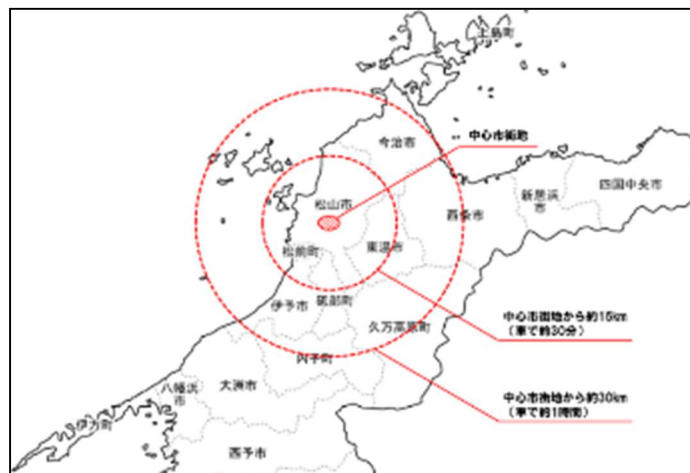 上島町
今治市
中心市街地
四国中央市
新居浜
市
西条市
松山市
東温市
松前町
砥部町
伊予市
久万高原町
中心市街地から約15km
(車で約30分)
内子町
大洲市
八幡浜
市
中心市街地から約30km
(車で約1時間)
伊方町
西予市